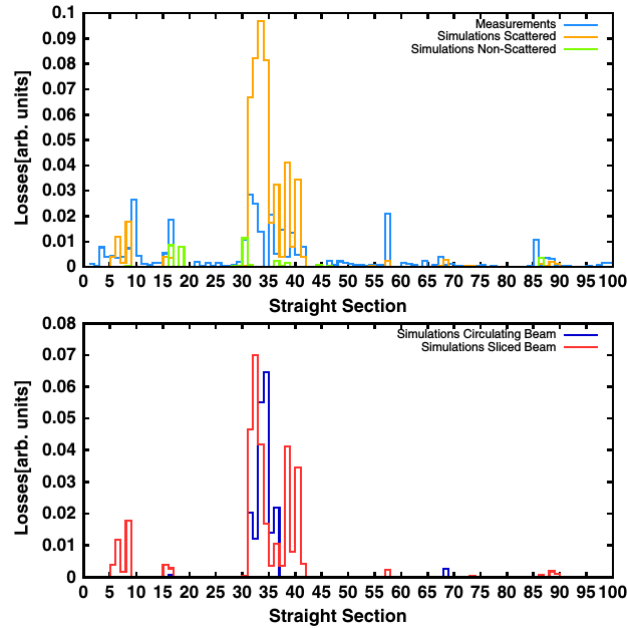 0.1
0.09
0.08
0.07
0.06
0.05
0.04
0.03
0.02
0.01
0
Losses[arb. units]
Measurements
Simulations Scattered
Simulations Non-Scattered
1 5 10 15 20 25 30 35 40 45 50 55 60 65 70 75 80 85 90 95 100
Straight Section
0.08
0.07
0.06
0.05
0.04
0.03
0.02
0.01
0
Losses[arb. units]
Simulations Circulating Beam
Simulations Sliced Beam
0 5 10 15 20 25 30 35 40 45 50 55 60 65 70 75 80 85 90 95 100
Straight Section